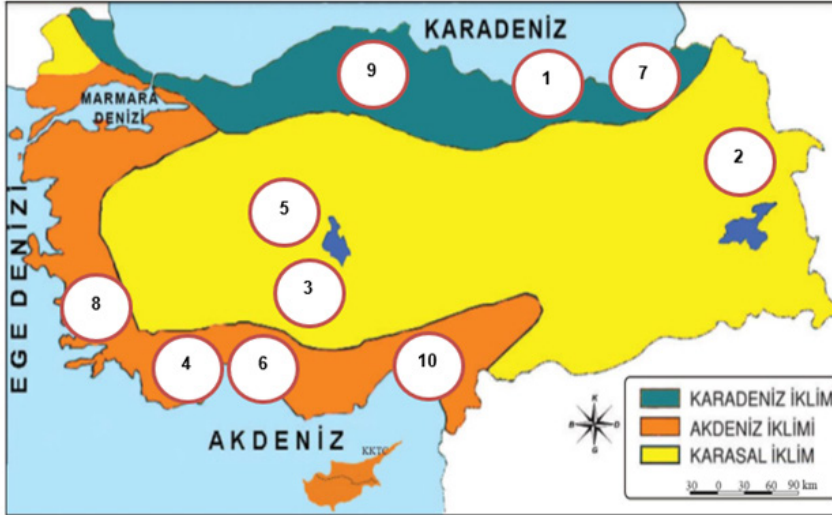 KARADENİZ
9
1
7
MARMARA
DENİZİ
2
5
3
8
EGE DENİZİ
4
6
10
AKDENİZ
KKTC
K
B D
G
KARADENİZ İKLİM
AKDENİZ İKLİMİ
KARASAL İKLİM
30 0 30 60 90 km